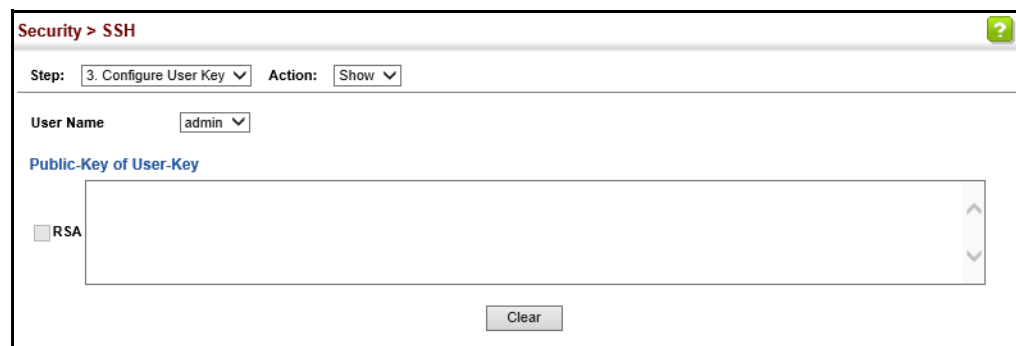 Security > SSH
?
Step: 3. Configure User Key Action: Show
User Name admin
Public-Key of User-Key
RSA
Clear